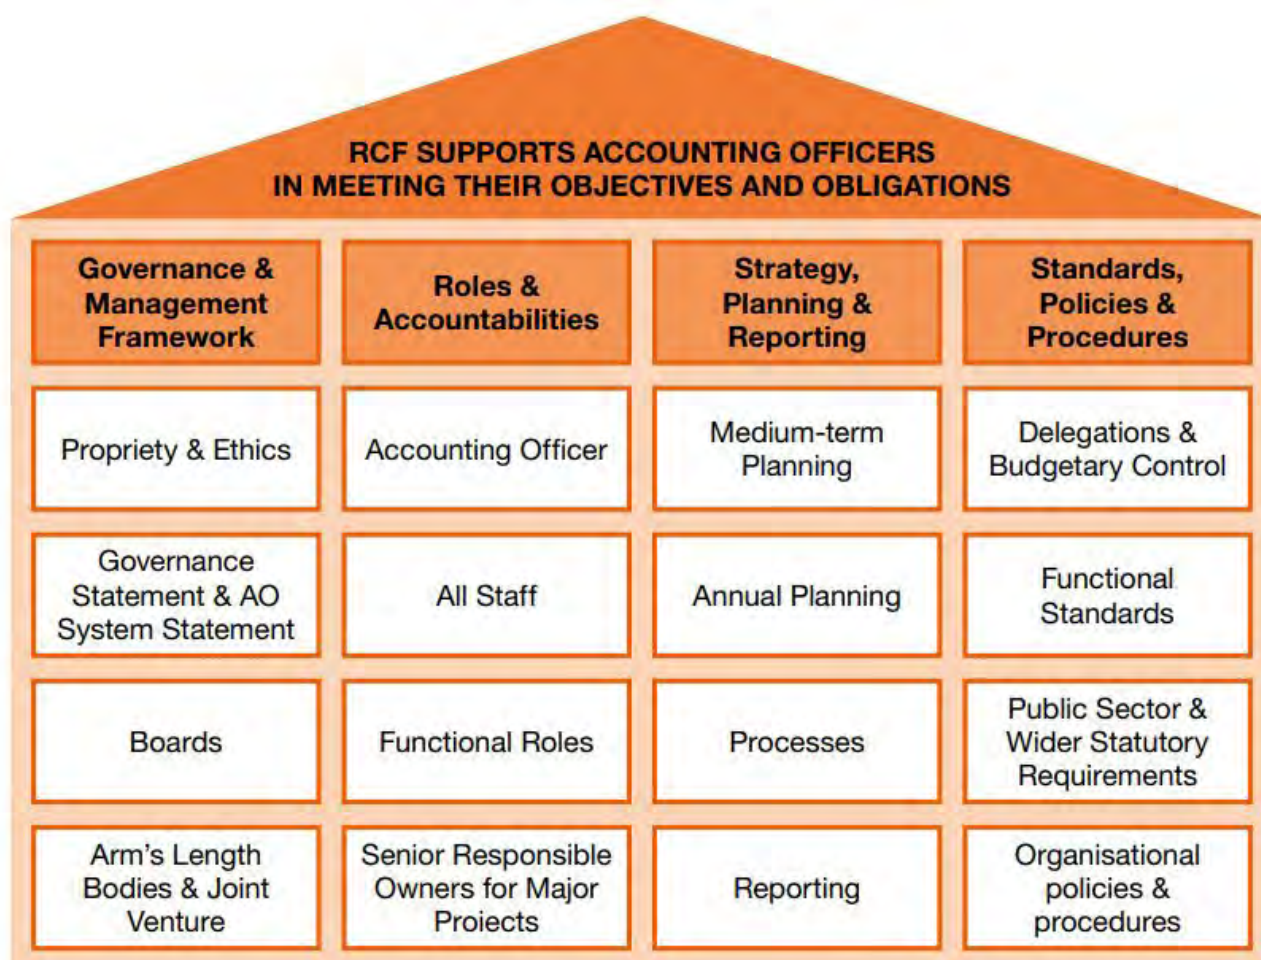 RCF SUPPORTS ACCOUNTING OFFICERS
IN MEETING THEIR OBJECTIVES AND OBLIGATIONS
Governance &
Management
Framework
Propriety & Ethics
Governance
Statement & AO
System Statement
Boards
Arm's Length
Bodies & Joint
Venture
Roles &
Accountabilities
Accounting Officer
All Staff
Functional Roles
Senior Responsible
Owners for Major
Projects
Strategy,
Planning &
Reporting
Medium-term
Planning
Annual Planning
Processes
Reporting
Standards,
Policies &
Procedures
Delegations &
Budgetary Control
Functional
Standards
Public Sector &
Wider Statutory
Requirements
Organisational
policies &
procedures